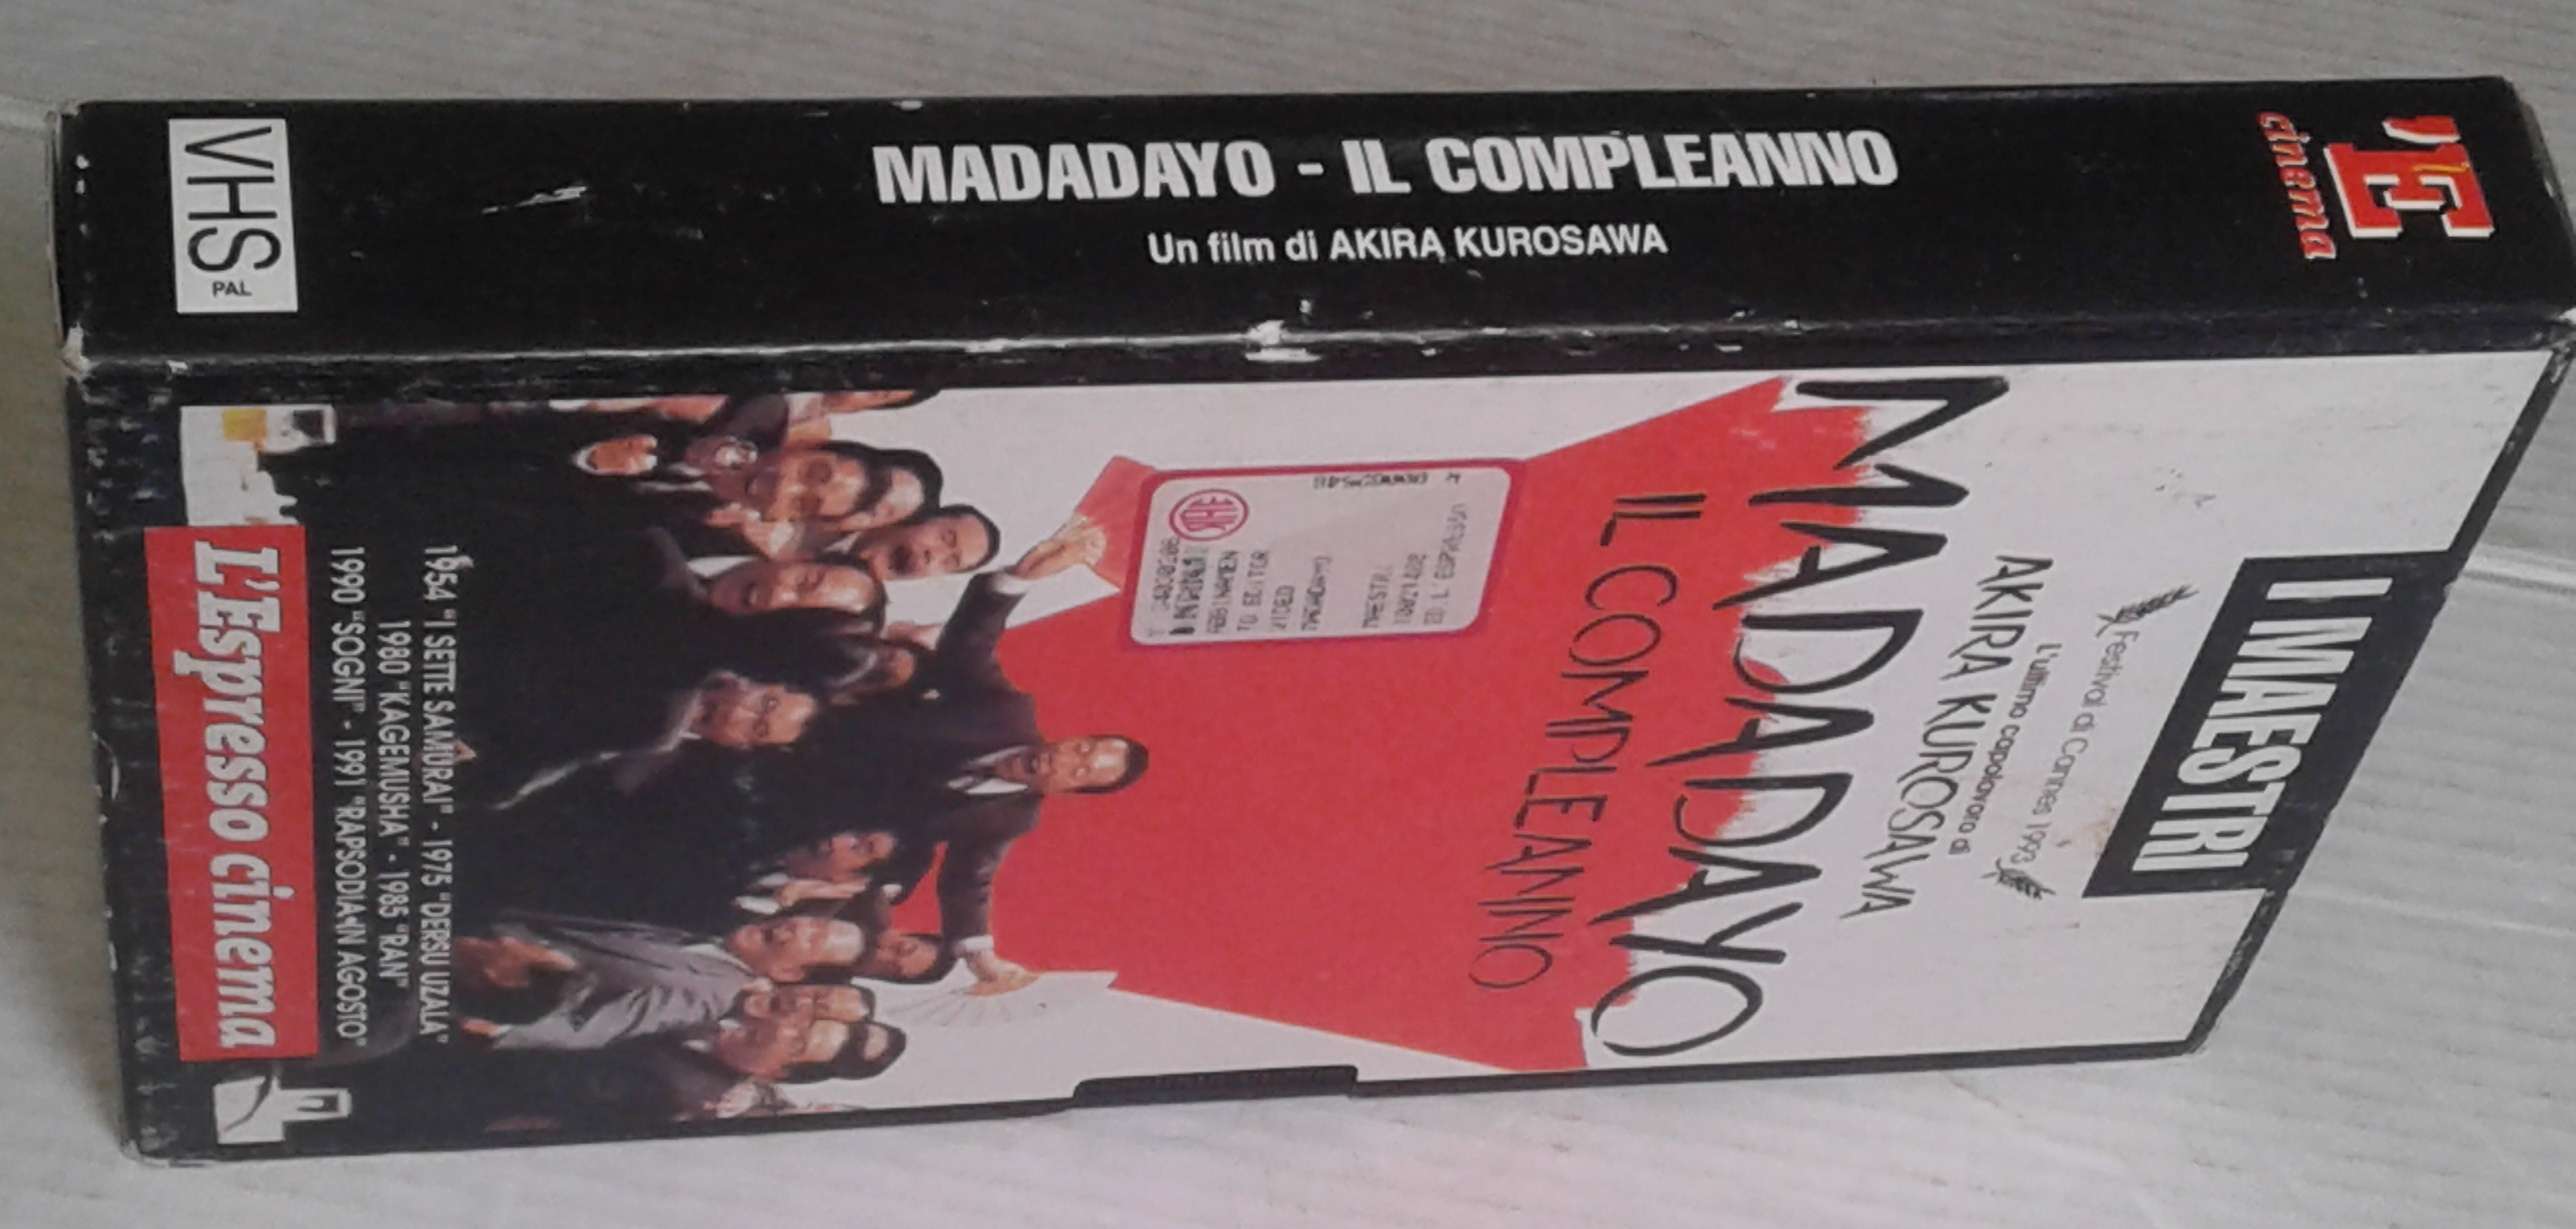 VHS
PAL
MADADAYO - IL COMPLEANNO
Un film di AKIRA KUROSAWA
'E
cinema
I MAESTRI
Festival di Cannes 1993
L'ultimo capolavoro di
AKIRA KUROSAWA
MADADAYO
IL COMPLEANNO
1954 "I SETTE SAMURAI" - 1975 "DERSU UZALA"
1980 "KAGEMUSHA" - 1985 "RAN"
1990 "SOGNI" - 1991 "RAPSODIA IN AGOSTO"
L'Espresso cinema